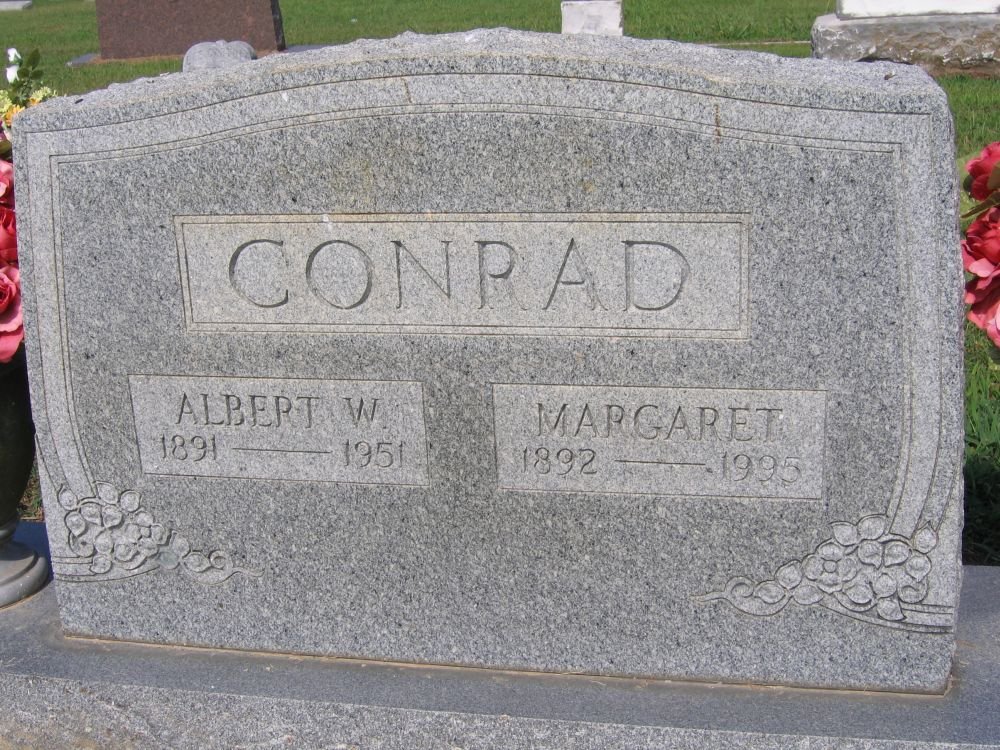 CONRAD
ALBERT W.
1891 — 1951
MARGARET
1892 — 1995